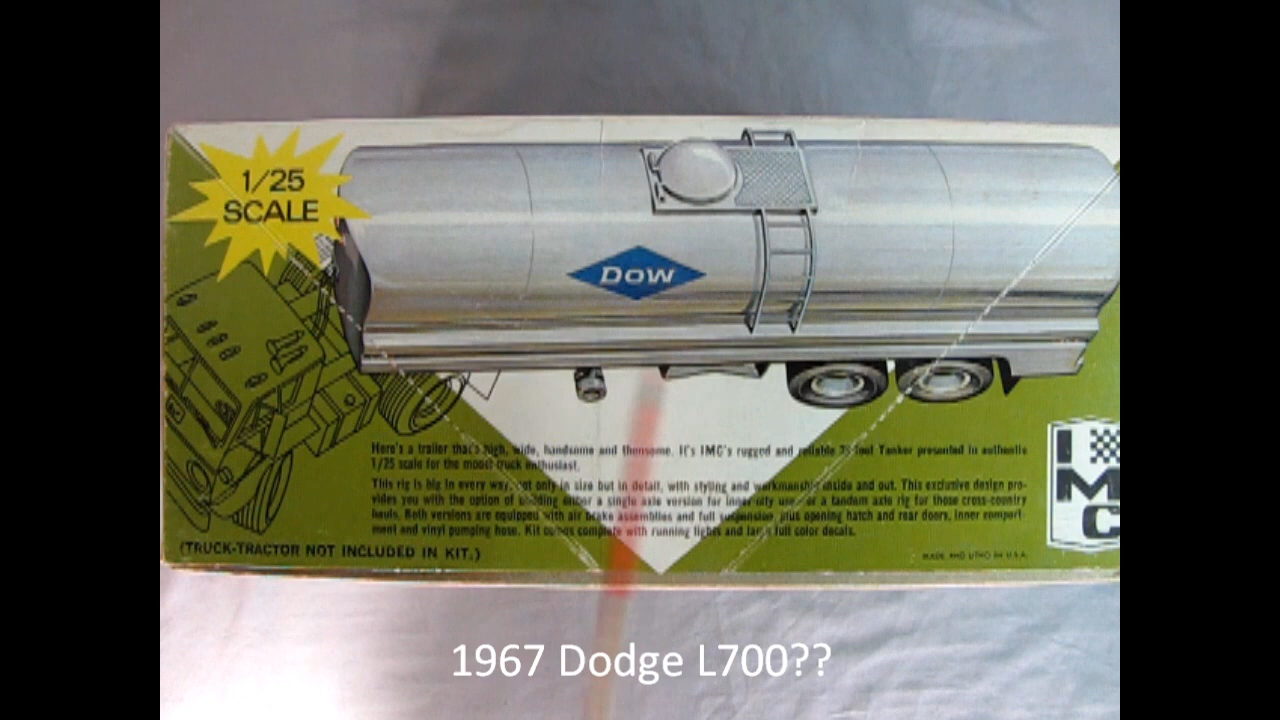 1/25
SCALE
DOW
Here's a trailer that's high, wide, handsome and thensome. It's IMC's rugged and reliable foot Tanker presented in authentic
1/25 scale for the model truck enthusiast.
This rig is big in every way, not only in size but in detail, with styling and workmanship inside and out. This exclusive design pro-
vides you with the option of building either a single axle version for inner-city use, or a tandem axle rig for those cross-country
hauls. Both versions are equipped with air brake assemblies and full suspension, plus opening hatch and rear doors, inner compart-
ment and vinyl pumping hose. Kit comes complete with running lights and large full color decals.
(TRUCK-TRACTOR NOT INCLUDED IN KIT.)
IMC
MADE AND LITHO IN U.S.A.
1967 Dodge L700??